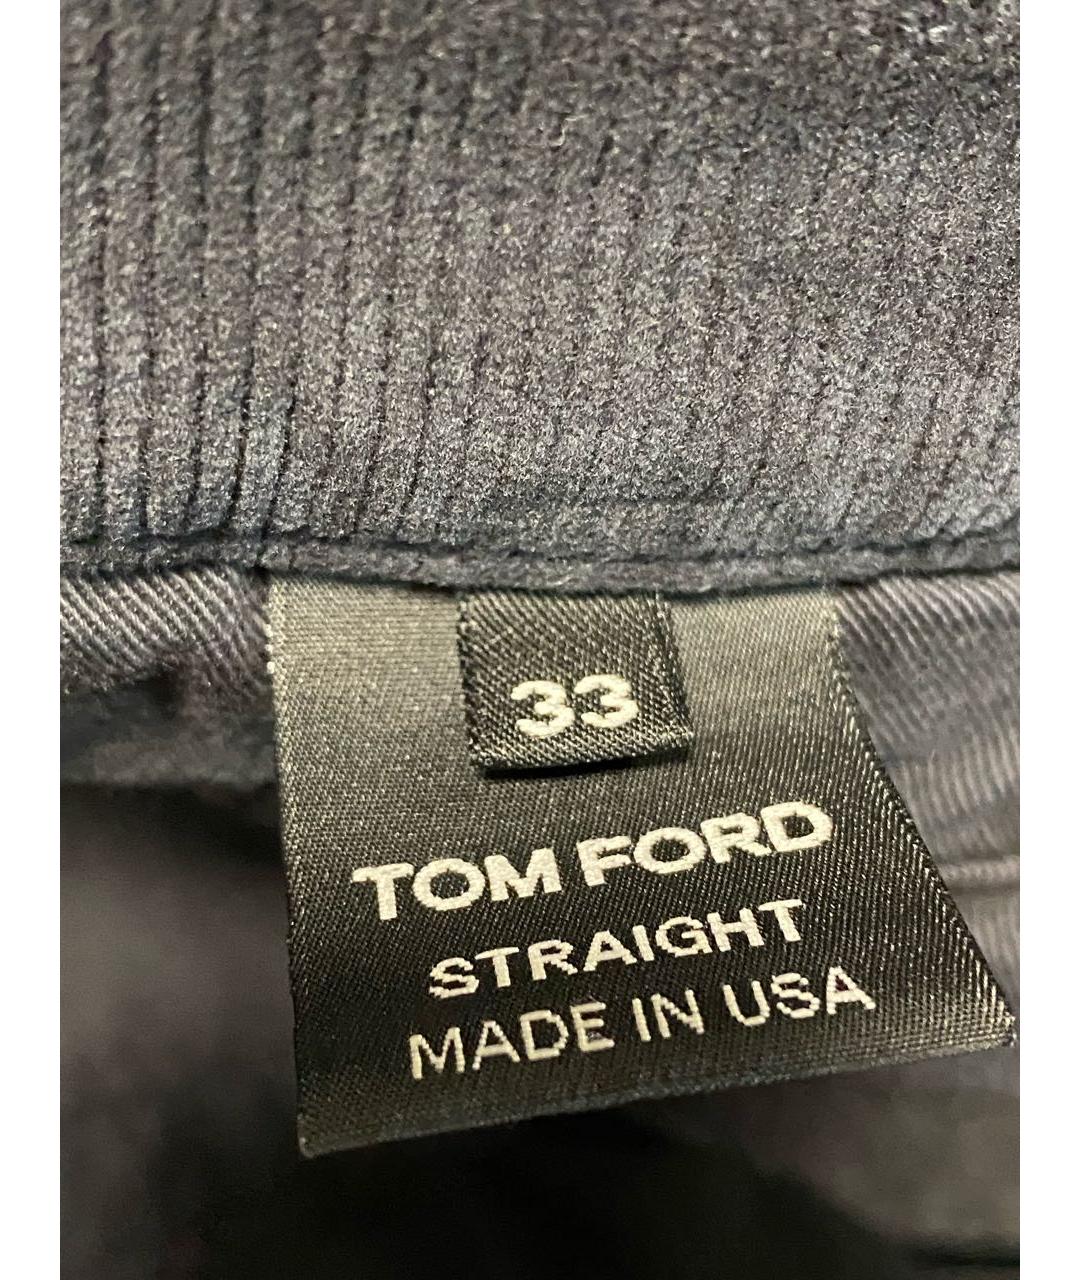 33
TOM FORD
STRAIGHT
MADE IN USA